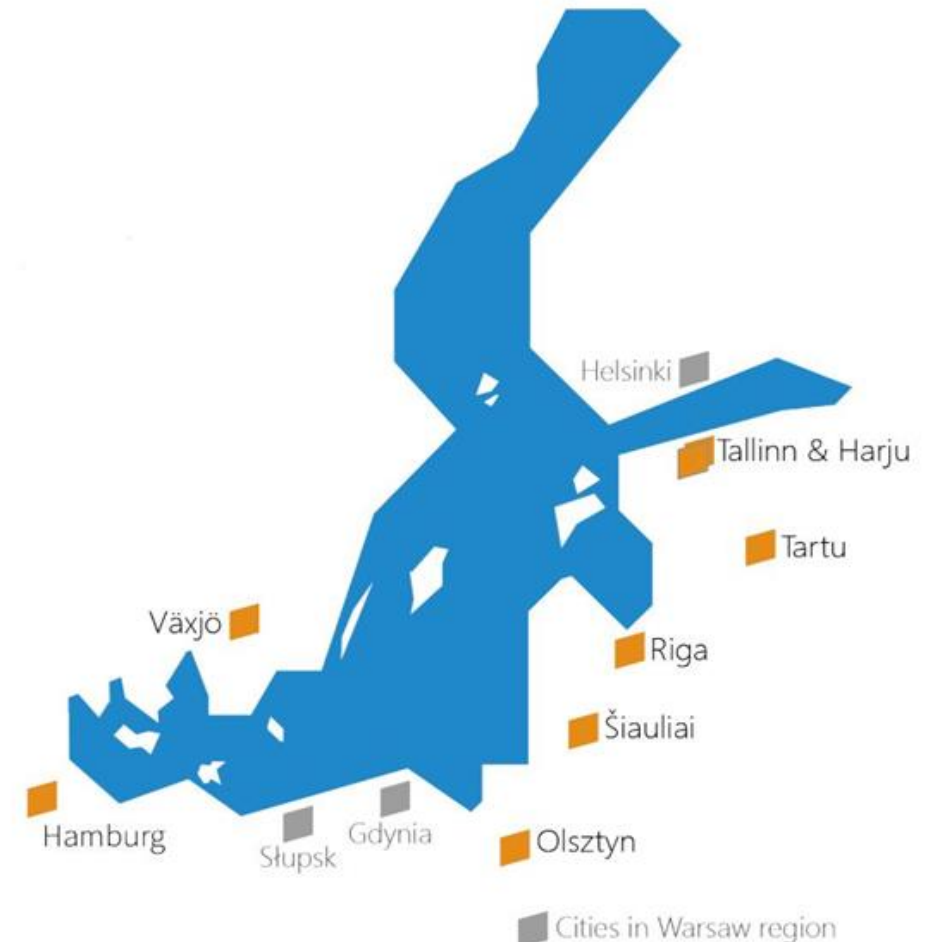 Helsinki
Tallinn & Harju
Tartu
Växjö
Riga
Šiauliai
Hamburg
Słupsk
Gdynia
Olsztyn
Cities in Warsaw region